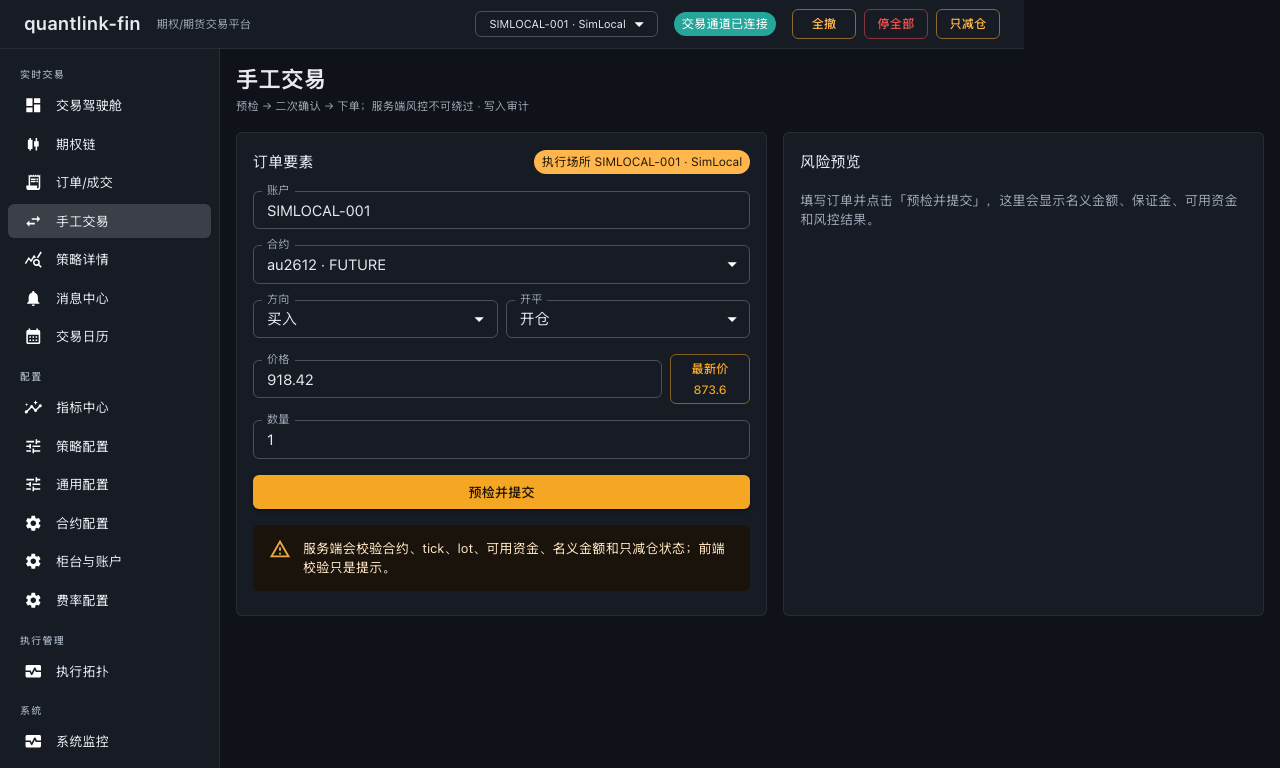 quantlink-fin
期权/期货交易平台
SIMLOCAL-001 · SimLocal
交易通道已连接
全撤
停全部
只减仓
实时交易
交易驾驶舱
期权链
订单/成交
手工交易
策略详情
消息中心
交易日历
配置
指标中心
策略配置
通用配置
合约配置
柜台与账户
费率配置
执行管理
执行拓扑
系统
系统监控
手工交易
预检 → 二次确认 → 下单；服务端风控不可绕过 · 写入审计
订单要素
执行场所 SIMLOCAL-001 · SimLocal
账户
SIMLOCAL-001
合约
au2612 · FUTURE
方向
买入
开平
开仓
价格
918.42
最新价
873.6
数量
1
预检并提交
服务端会校验合约、tick、lot、可用资金、名义金额和只减仓状态；前端
校验只是提示。
风险预览
填写订单并点击「预检并提交」，这里会显示名义金额、保证金、可用资金
和风控结果。